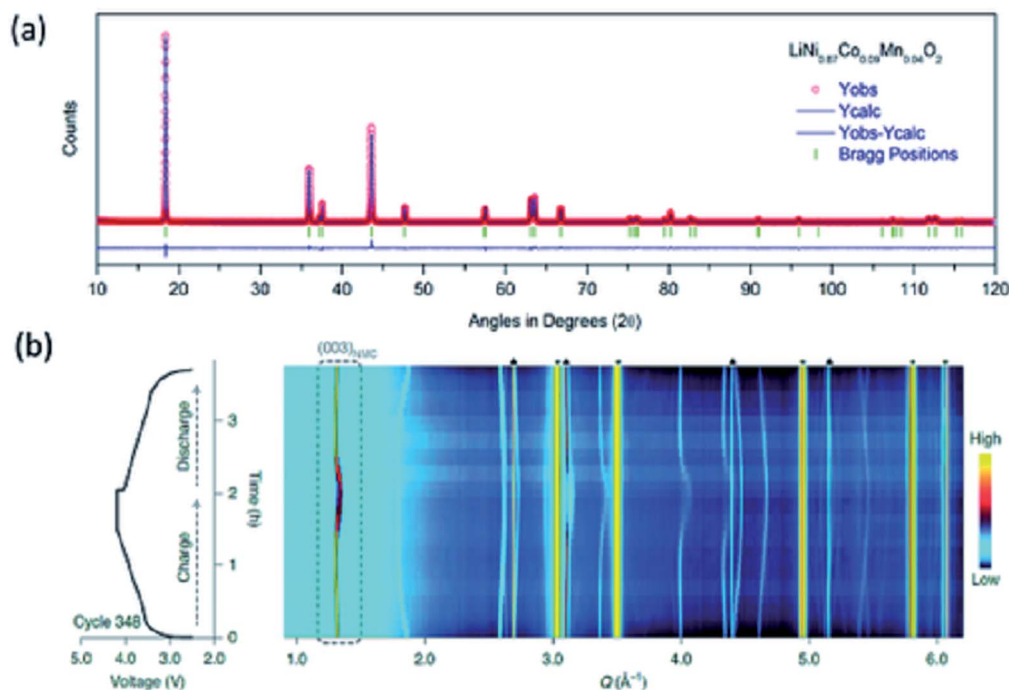 (a)
LiNi0.87Co0.09Mn0.04O2
Yobs
Ycalc
Yobs-Ycalc
Bragg Positions
Counts
10 20 30 40 50 60 70 80 90 100 110 120
Angles in Degrees (2θ)
(b)
(003)NMC
Discharge
Charge
Cycle 348
3
2
1
0
Time (h)
5.0 4.0 3.0 2.0
Voltage (V)
1.0 2.0 3.0 4.0 5.0 6.0
Q (Å⁻¹)
High
Low